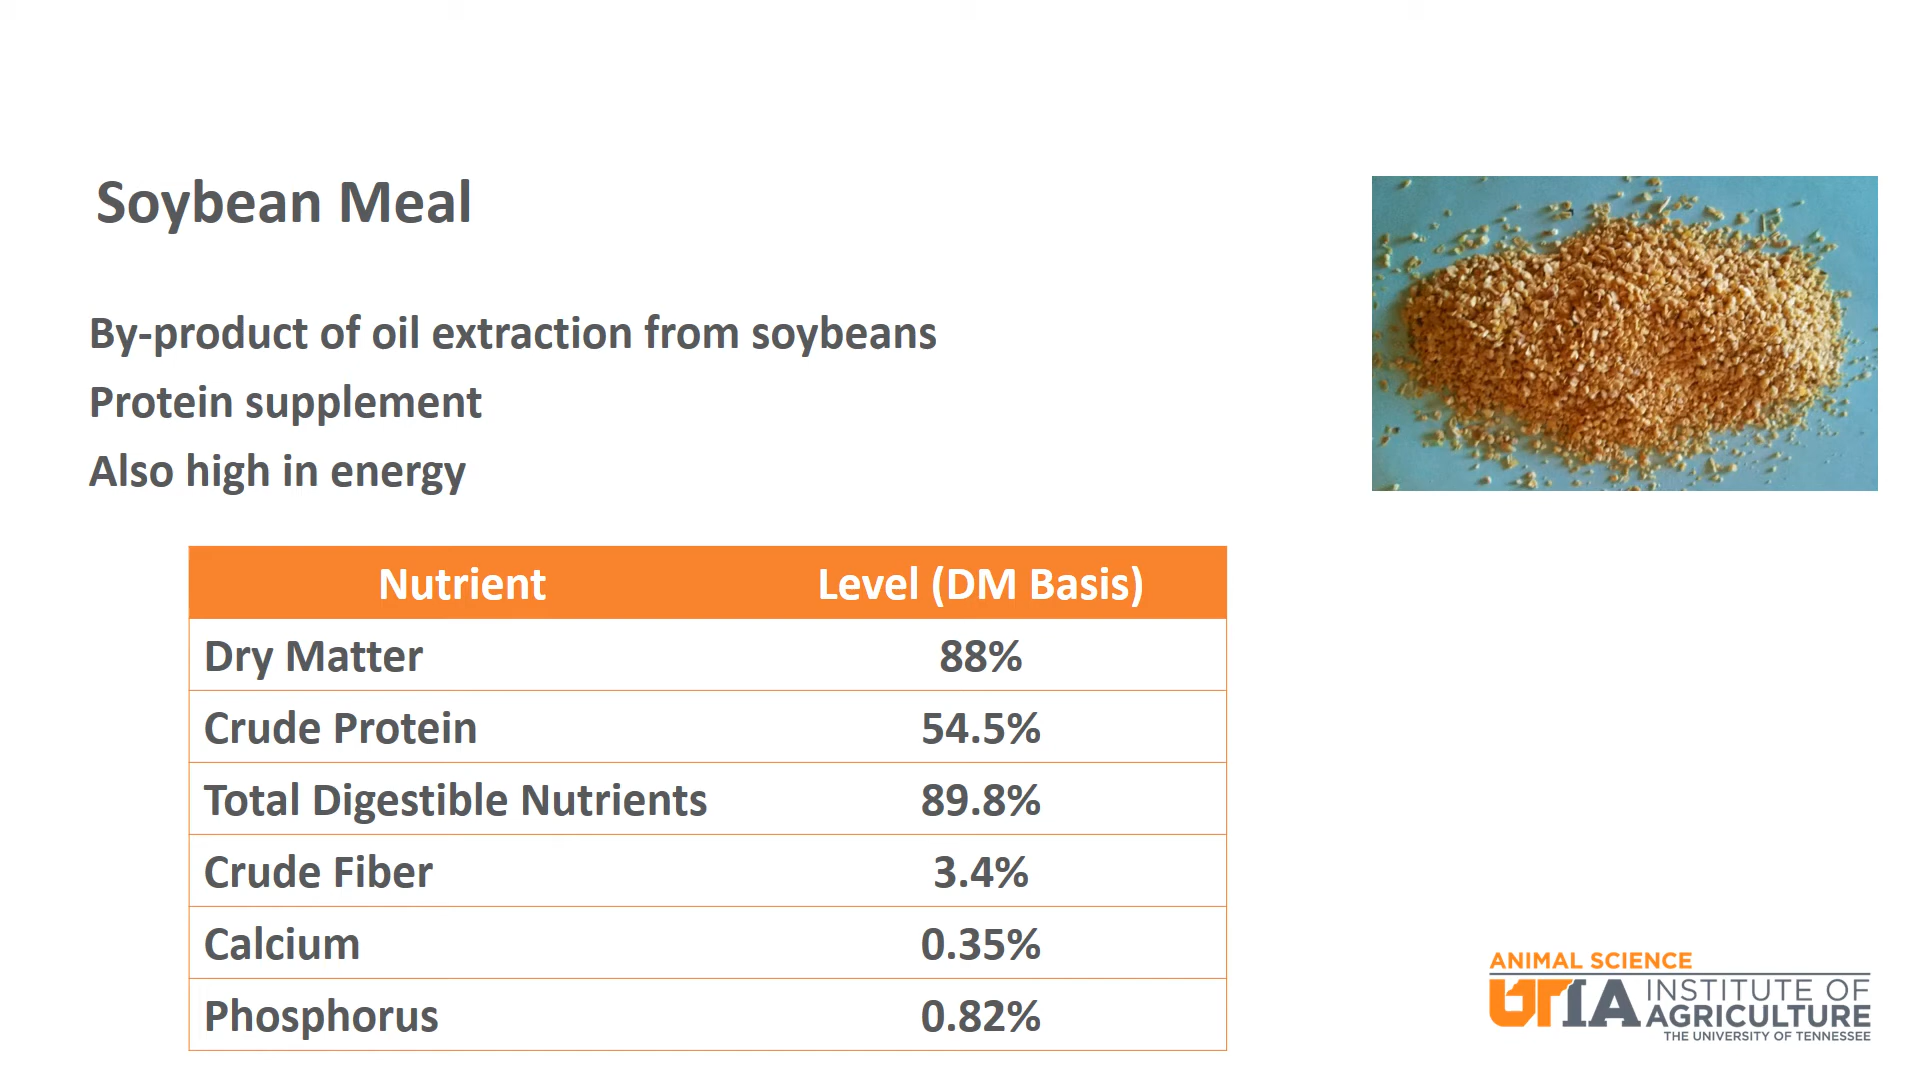 Soybean Meal
By-product of oil extraction from soybeans
Protein supplement
Also high in energy
Nutrient Level (DM Basis)
Dry Matter 88%
Crude Protein 54.5%
Total Digestible Nutrients 89.8%
Crude Fiber 3.4%
Calcium 0.35%
Phosphorus 0.82%
ANIMAL SCIENCE
UTIA INSTITUTE OF
AGRICULTURE
THE UNIVERSITY OF TENNESSEE